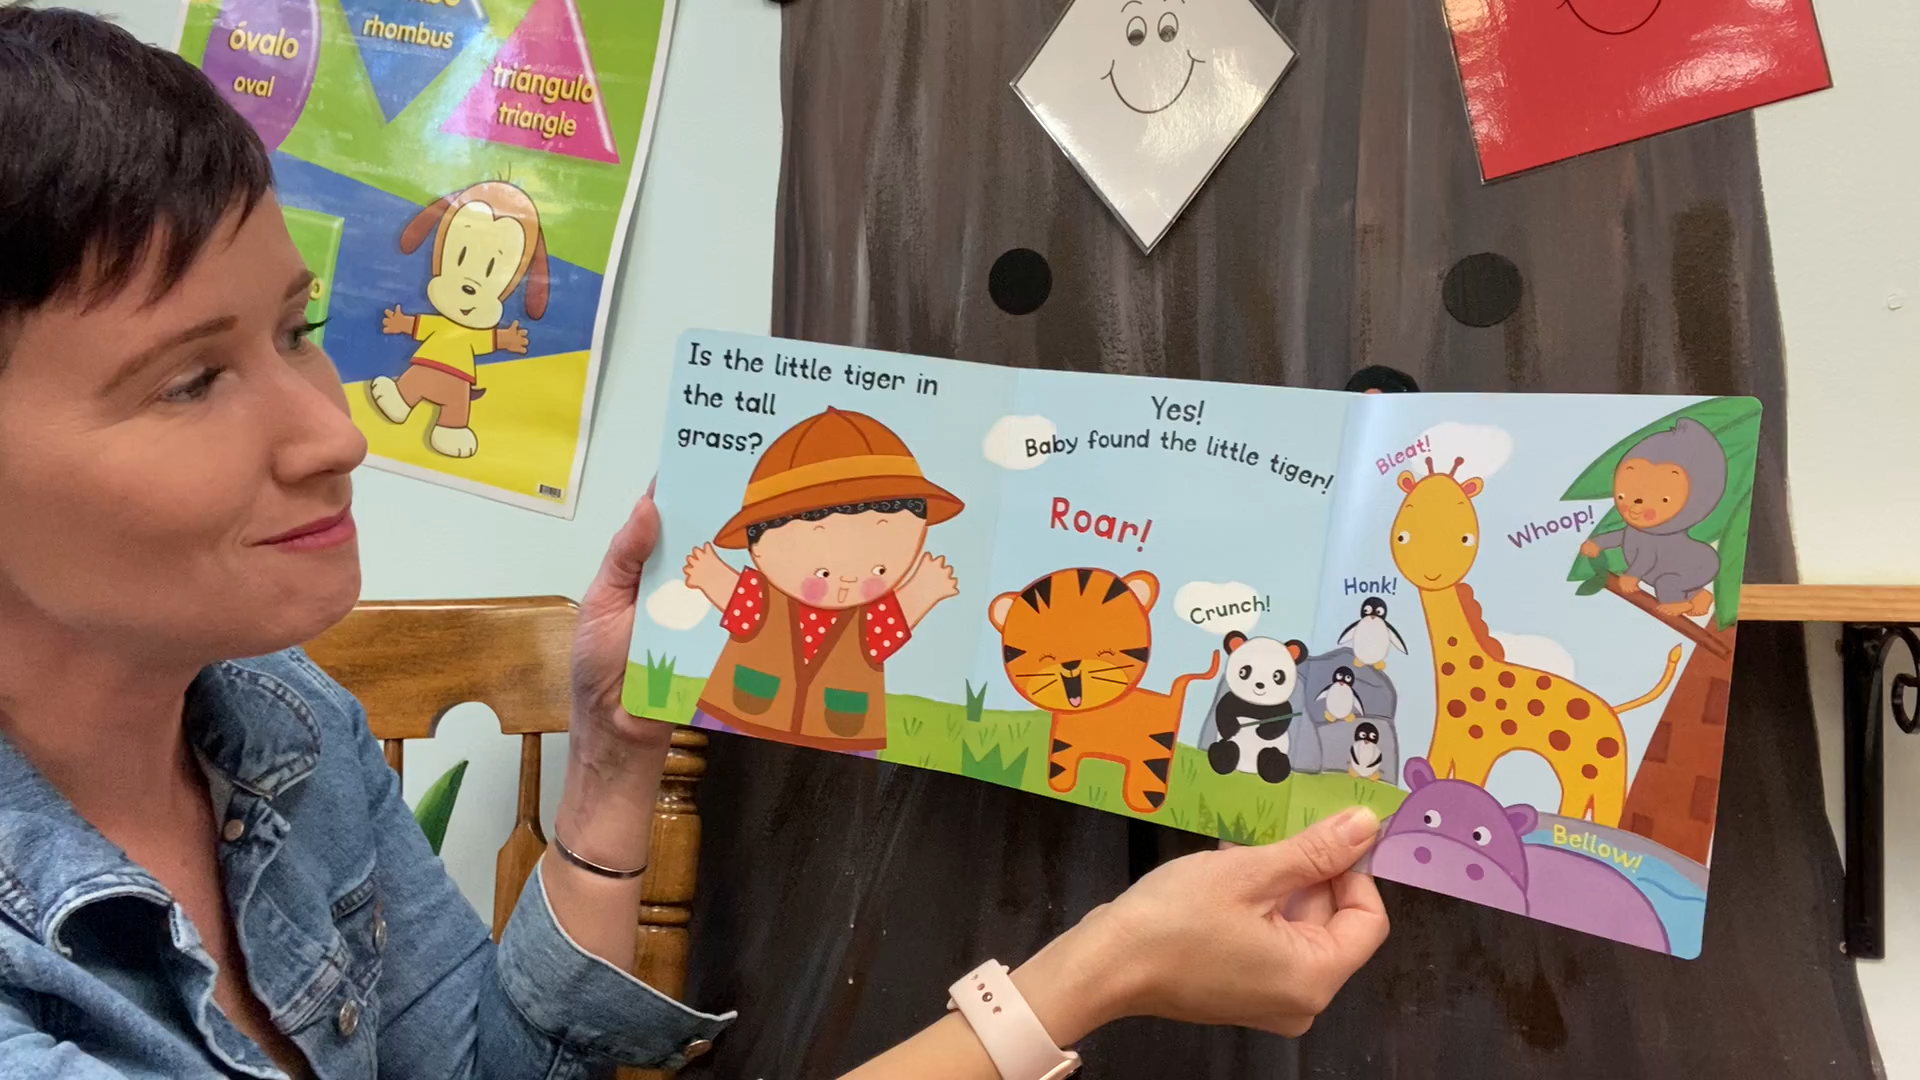 óvalo
oval
rhombus
triángulo
triangle
Is the little tiger in
the tall
grass?
Yes!
Baby found the little tiger!
Roar!
Crunch!
Honk!
Bleat!
Whoop!
Bellow!